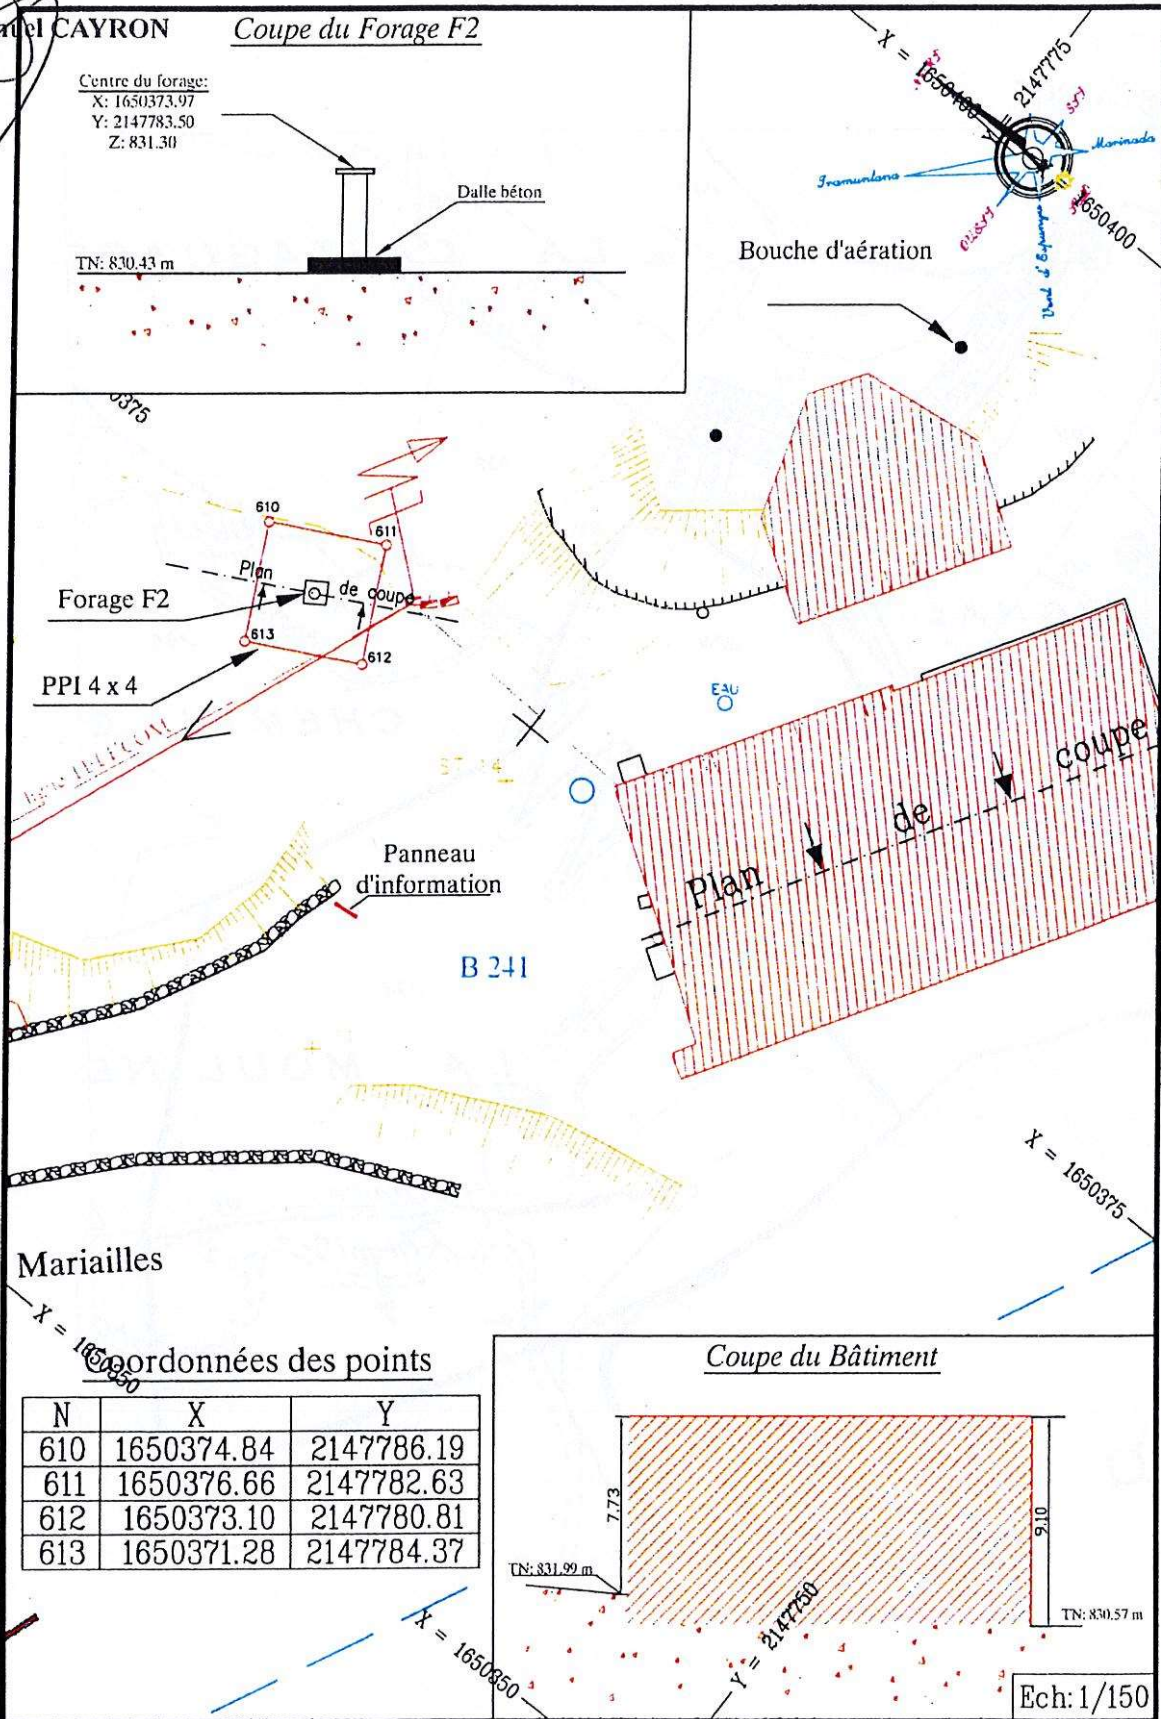 CAYRON
Coupe du Forage F2
Centre du forage:
X: 1650373.97
Y: 2147783.50
Z: 831.30
Dalle béton
TN: 830.43 m
X = 1650400
Y = 2147775
Marinada
Tramuntana
1650400
Vent d'Espanya
Bouche d'aération
610
611
Plan
de coupe
Forage F2
613
612
PPI 4 x 4
EAU
TELECOM
Plan de coupe
Panneau
d'information
B 241
X = 1650375
Mariailles
X = 1650350
Coordonnées des points
N X Y
610 1650374.84 2147786.19
611 1650376.66 2147782.63
612 1650373.10 2147780.81
613 1650371.28 2147784.37
X = 1650350
Coupe du Bâtiment
7.73
9.10
TN: 831.99 m
TN: 830.57 m
Y = 2147750
Ech: 1/150